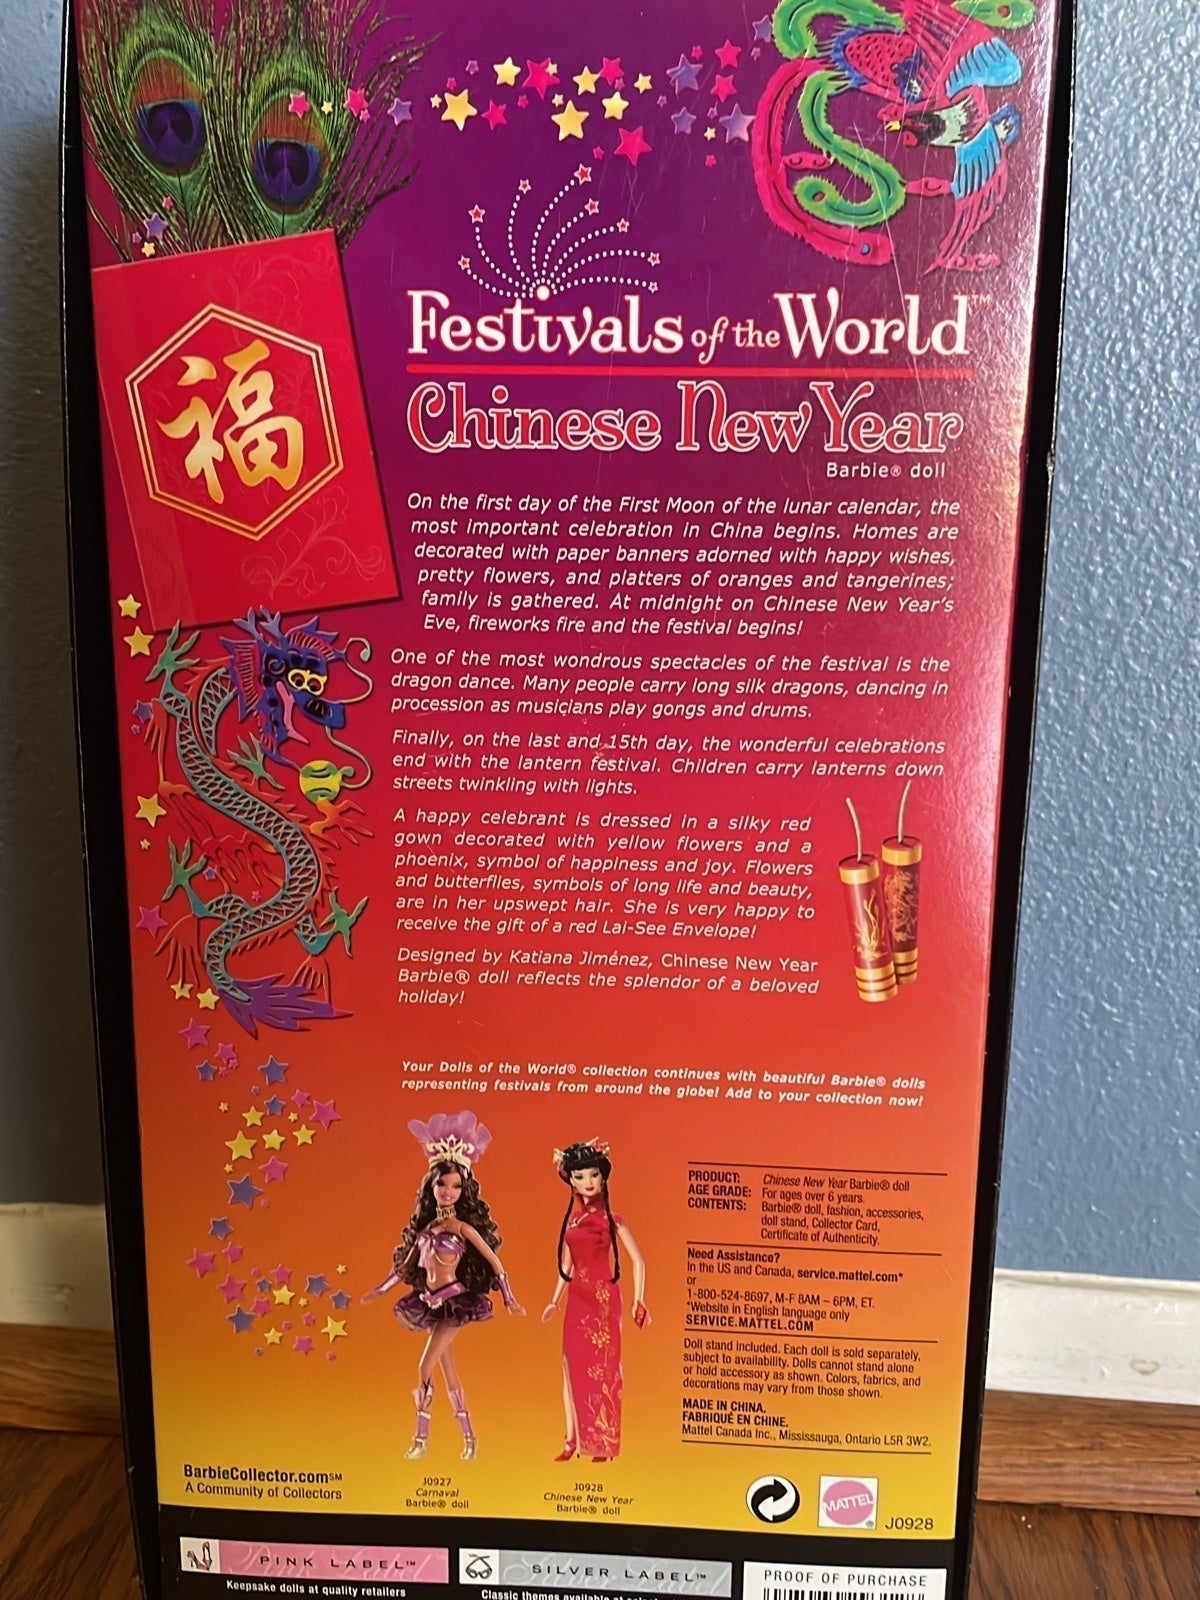 福
Festivals of the World™
Chinese New Year
Barbie® doll
On the first day of the First Moon of the lunar calendar, the
most important celebration in China begins. Homes are
decorated with paper banners adorned with happy wishes,
pretty flowers, and platters of oranges and tangerines;
family is gathered. At midnight on Chinese New Year's
Eve, fireworks fire and the festival begins!
One of the most wondrous spectacles of the festival is the
dragon dance. Many people carry long silk dragons, dancing in
procession as musicians play gongs and drums.
Finally, on the last and 15th day, the wonderful celebrations
end with the lantern festival. Children carry lanterns down
streets twinkling with lights.
A happy celebrant is dressed in a silky red
gown decorated with yellow flowers and a
phoenix, symbol of happiness and joy. Flowers
and butterflies, symbols of long life and beauty,
are in her upswept hair. She is very happy to
receive the gift of a red Lai-See Envelope!
Designed by Katiana Jiménez, Chinese New Year
Barbie® doll reflects the splendor of a beloved
holiday!
Your Dolls of the World® collection continues with beautiful Barbie® dolls
representing festivals from around the globe! Add to your collection now!
PRODUCT: Chinese New Year Barbie® doll
AGE GRADE: For ages over 6 years.
CONTENTS: Barbie® doll, fashion, accessories,
doll stand, Collector Card,
Certificate of Authenticity.
Need Assistance?
In the US and Canada, service.mattel.com*
or
1-800-524-8697, M-F 8AM – 6PM, ET.
*Website in English language only
SERVICE.MATTEL.COM
Doll stand included. Each doll is sold separately,
subject to availability. Dolls cannot stand alone
or hold accessory as shown. Colors, fabrics, and
decorations may vary from those shown.
MADE IN CHINA.
FABRIQUÉ EN CHINE.
Mattel Canada Inc., Mississauga, Ontario L5R 3W2.
BarbieCollector.com℠
A Community of Collectors
J0927
Carnaval
Barbie® doll
J0928
Chinese New Year
Barbie® doll
MATTEL®
J0928
PINK LABEL™
Keepsake dolls at quality retailers
SILVER LABEL™
Classic themes available at
PROOF OF PURCHASE